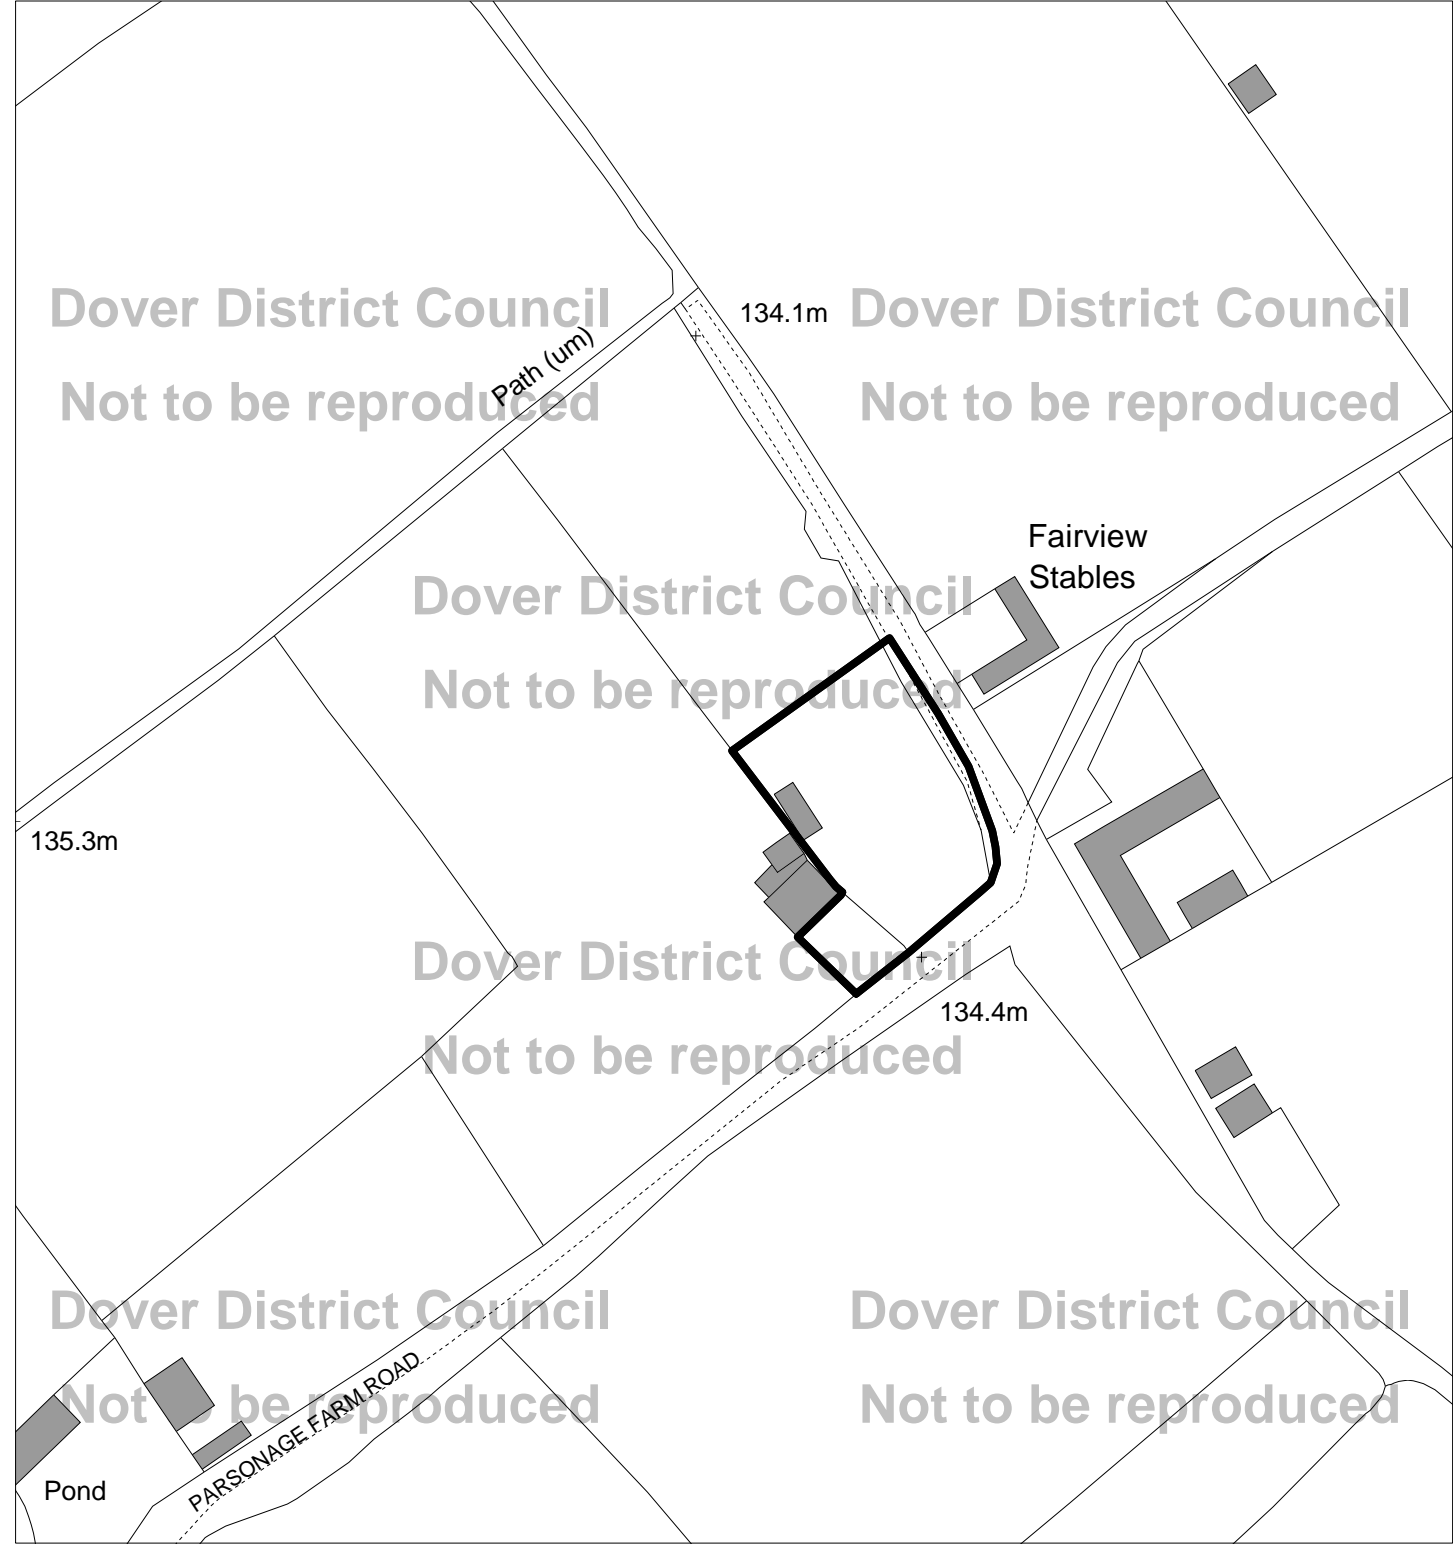 Dover District Council
Not to be reproduced
Dover District Council
Not to be reproduced
134.1m
Path (um)
Fairview
Stables
Dover District Council
Not to be reproduced
135.3m
Dover District Council
Not to be reproduced
134.4m
Dover District Council
Not to be reproduced
Dover District Council
Not to be reproduced
PARSONAGE FARM ROAD
Pond